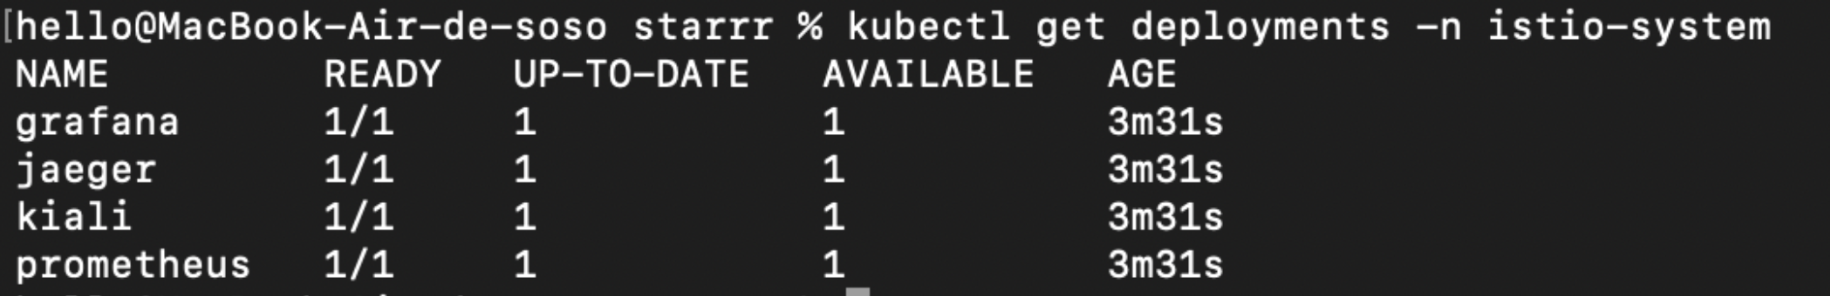 [hello@MacBook-Air-de-soso starrr % kubectl get deployments -n istio-system
NAME READY UP-TO-DATE AVAILABLE AGE
grafana 1/1 1 1 3m31s
jaeger 1/1 1 1 3m31s
kiali 1/1 1 1 3m31s
prometheus 1/1 1 1 3m31s